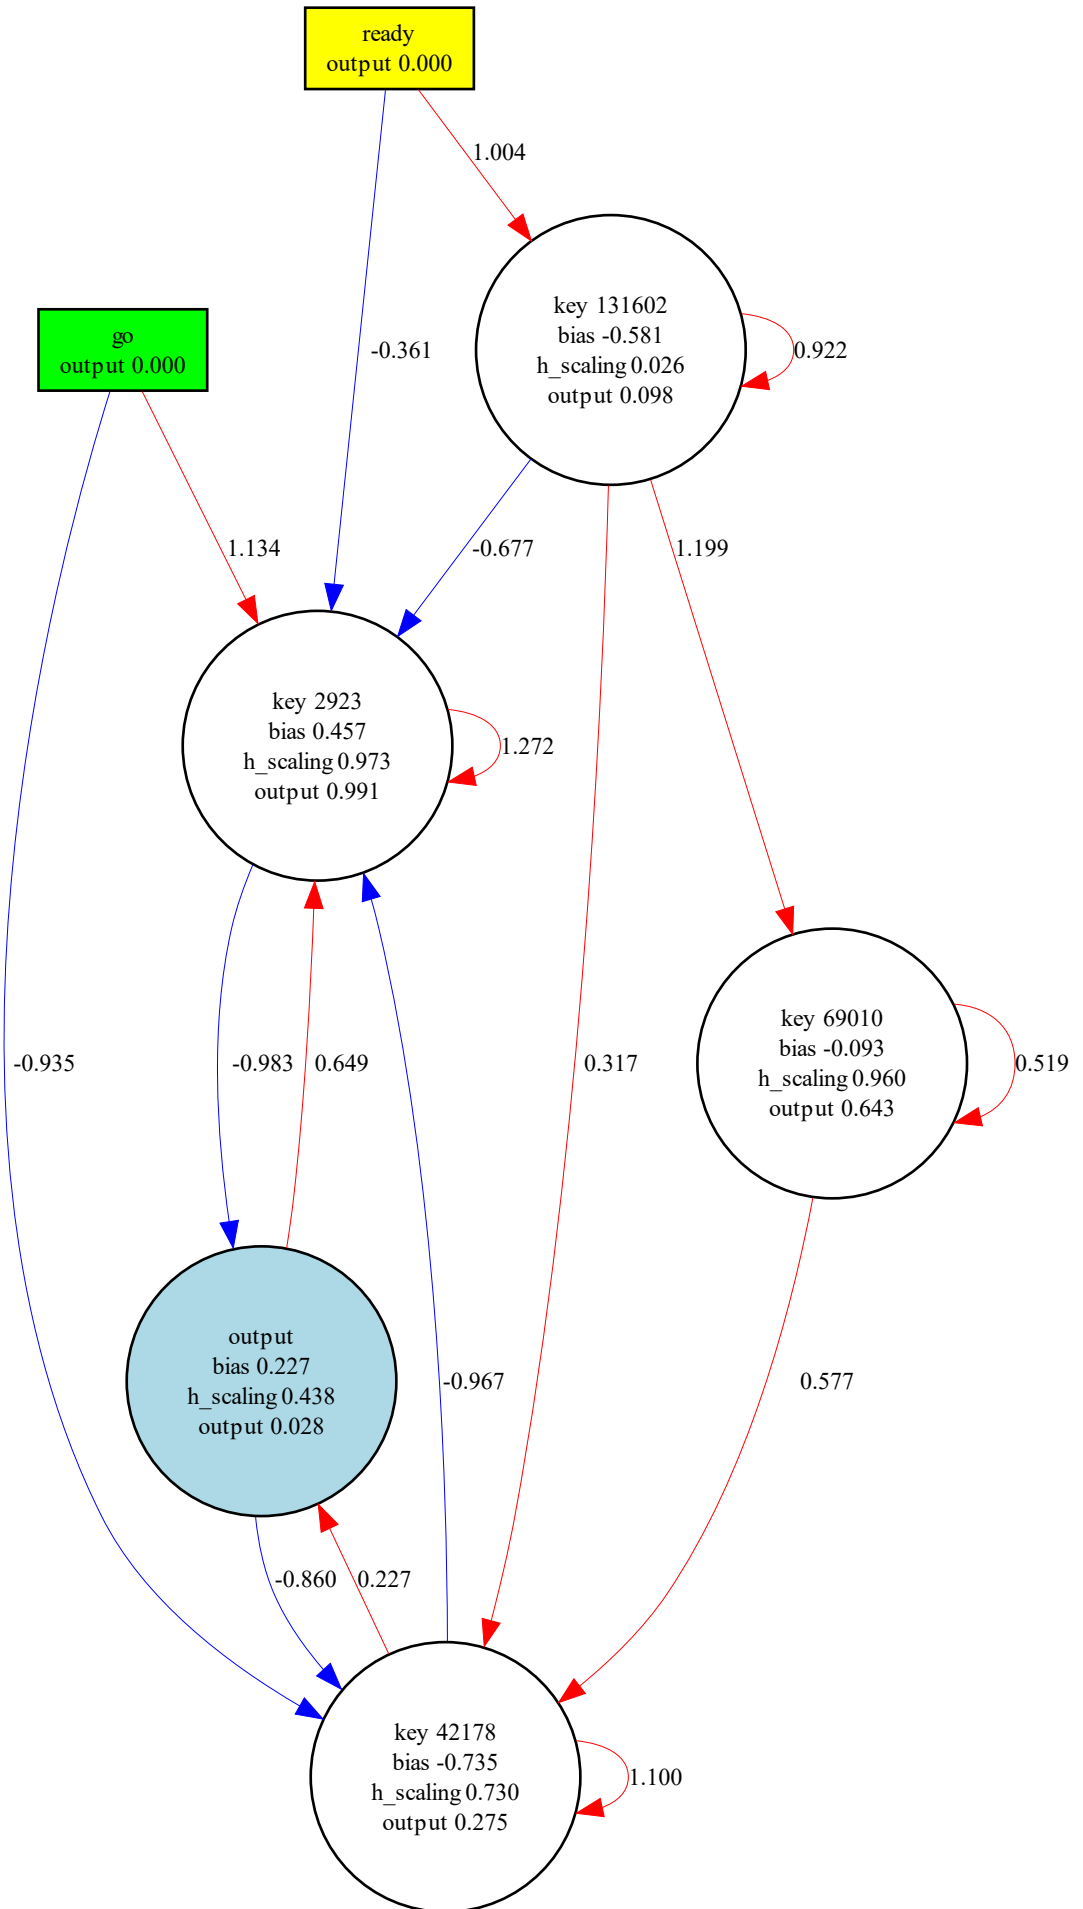 ready
output 0.000
1.004
key 131602
bias -0.581
h_scaling 0.026
output 0.098
0.922
go
output 0.000
-0.361
1.134
-0.677
1.199
key 2923
bias 0.457
h_scaling 0.973
output 0.991
1.272
key 69010
bias -0.093
h_scaling 0.960
output 0.643
0.519
-0.935
-0.983
0.649
0.317
output
bias 0.227
h_scaling 0.438
output 0.028
-0.967
0.577
-0.860
0.227
key 42178
bias -0.735
h_scaling 0.730
output 0.275
1.100